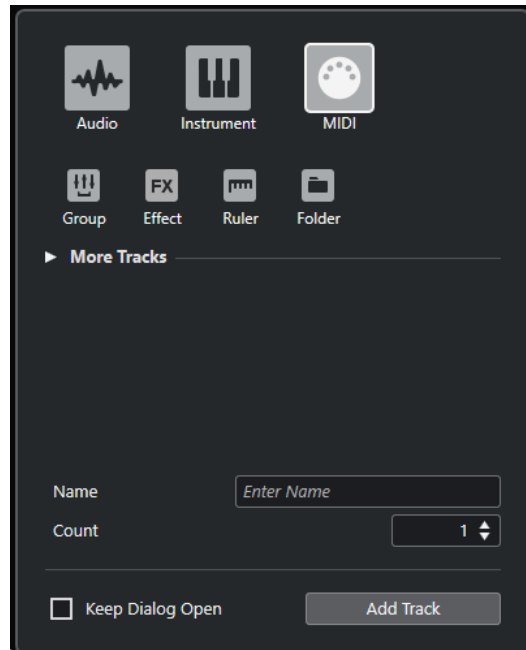 Audio Instrument MIDI
FX
Group Effect Ruler Folder
More Tracks
Name Enter Name
Count 1
Keep Dialog Open Add Track